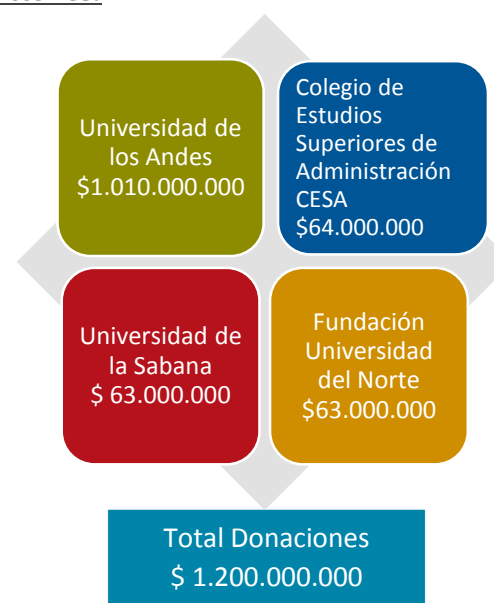 Universidad de
los Andes
$1.010.000.000
Colegio de
Estudios
Superiores de
Administración
CESA
$64.000.000
Universidad de
la Sabana
$ 63.000.000
Fundación
Universidad
del Norte
$63.000.000
Total Donaciones
$ 1.200.000.000